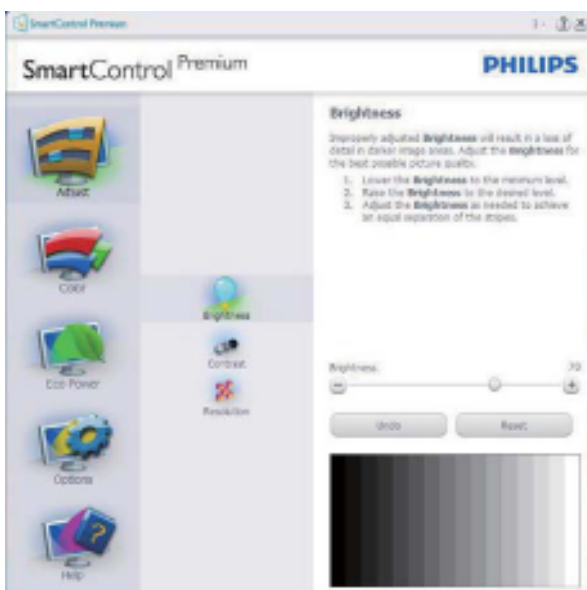 SmartControl Premium
SmartControl Premium
PHILIPS
Adjust
Color
Eco Power
Options
Help
Brightness
Contrast
Resolution
Brightness
Improperly adjusted Brightness will result in a loss of
detail in darker image areas. Adjust the Brightness for
the best possible picture quality.
1. Lower the Brightness to the minimum level.
2. Raise the Brightness to the desired level.
3. Adjust the Brightness as needed to achieve
an equal separation of the stripes.
Brightness:
70
Undo
Reset